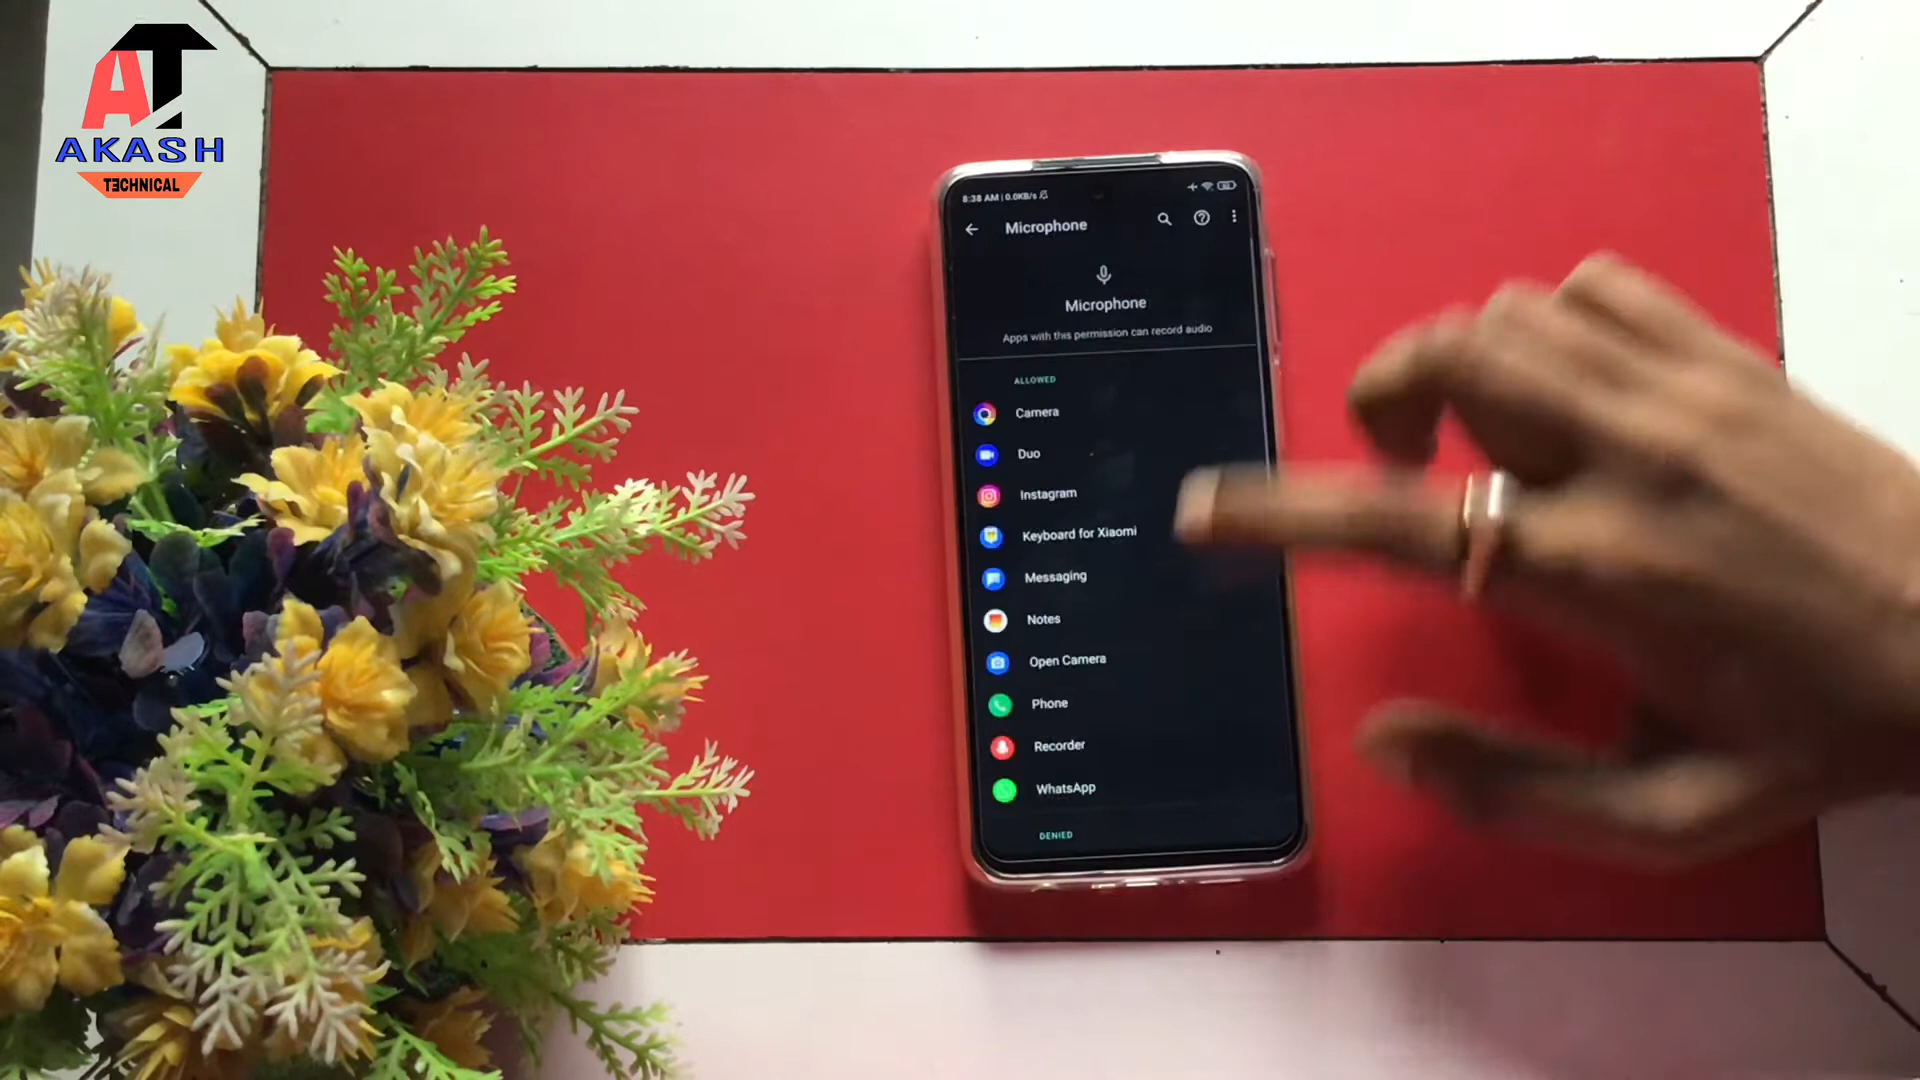 AT
AKASH
TECHNICAL
8:38 AM | 0.0KB/s
Microphone
Microphone
Apps with this permission can record audio
ALLOWED
Camera
Duo
Instagram
Keyboard for Xiaomi
Messaging
Notes
Open Camera
Phone
Recorder
WhatsApp
DENIED